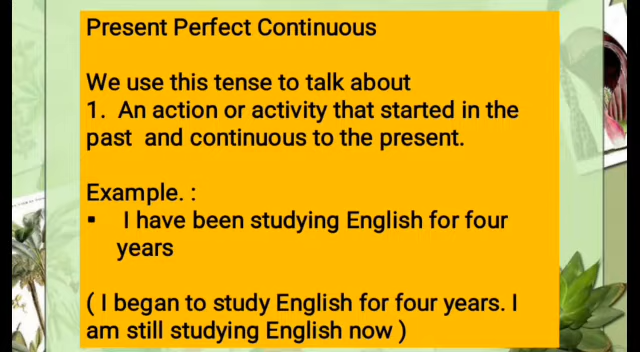 Present Perfect Continuous
We use this tense to talk about
1. An action or activity that started in the
past and continuous to the present.
Example. :
▪ I have been studying English for four
years
( I began to study English for four years. I
am still studying English now )